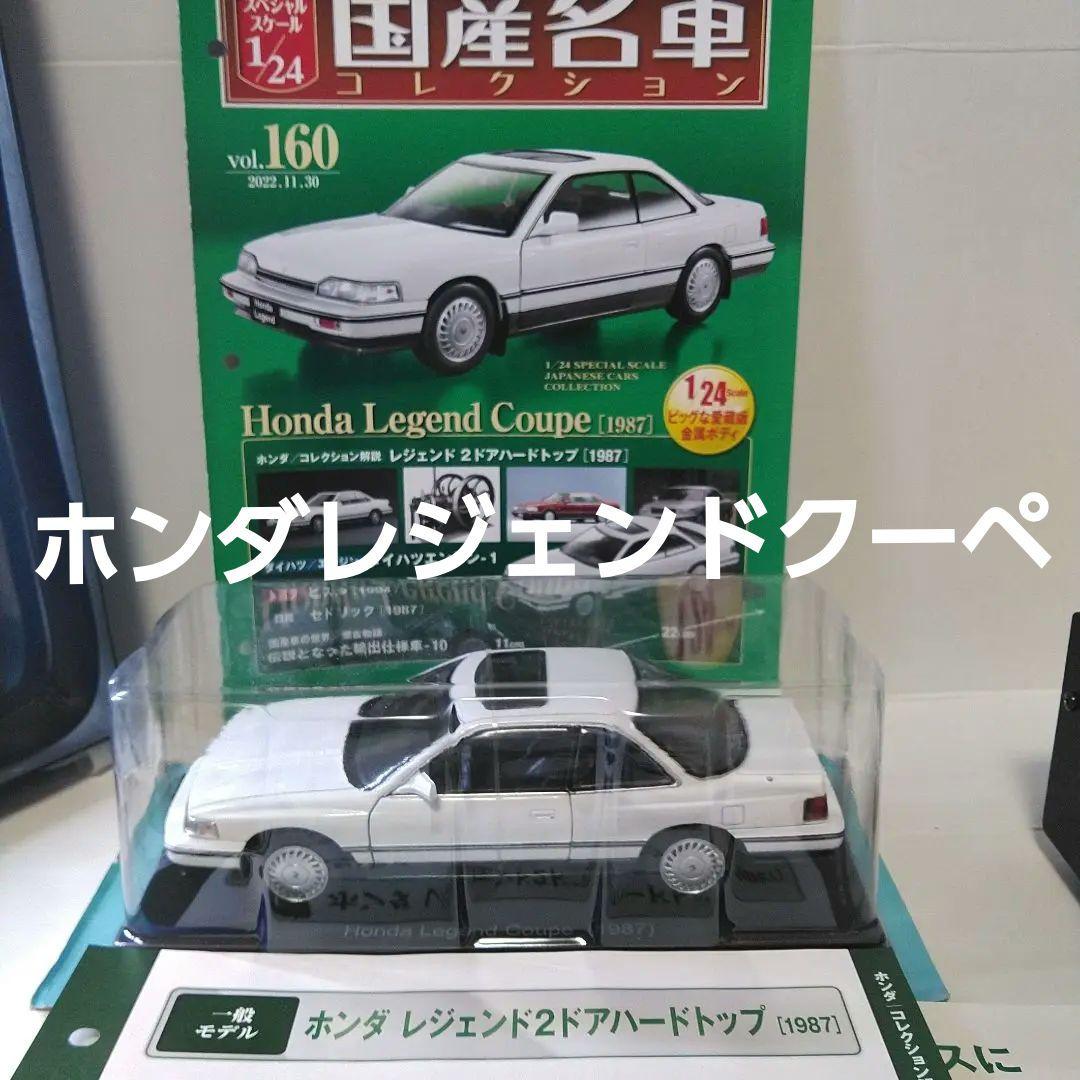 スペシャル
スケール
1/24
国産名車
コレクション
vol.160
2022.11.30
Honda
Legend
1/24 SPECIAL SCALE
JAPANESE CARS
COLLECTION
1/24 Scale
ビッグな愛蔵版
金属ボディ
Honda Legend Coupe [1987]
ホンダ/コレクション解説 レジェンド 2ドアハードトップ [1987]
ホンダレジェンドクーペ
セドリック [1987]
伝説となった輸出仕様車-10
11cm
Honda Legend Coupe (1987)
一般
モデル
ホンダ レジェンド2ドアハードトップ [1987]
ホンダ/コレクション
スに